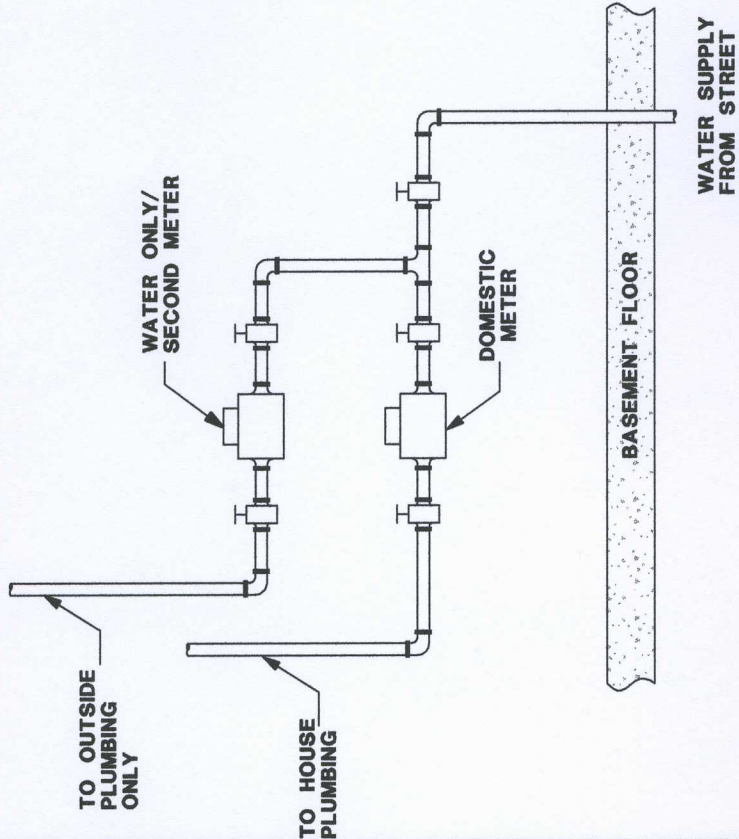 TO OUTSIDE
PLUMBING
ONLY
WATER ONLY/
SECOND METER
TO HOUSE
PLUMBING
DOMESTIC
METER
BASEMENT FLOOR
WATER SUPPLY
FROM STREET